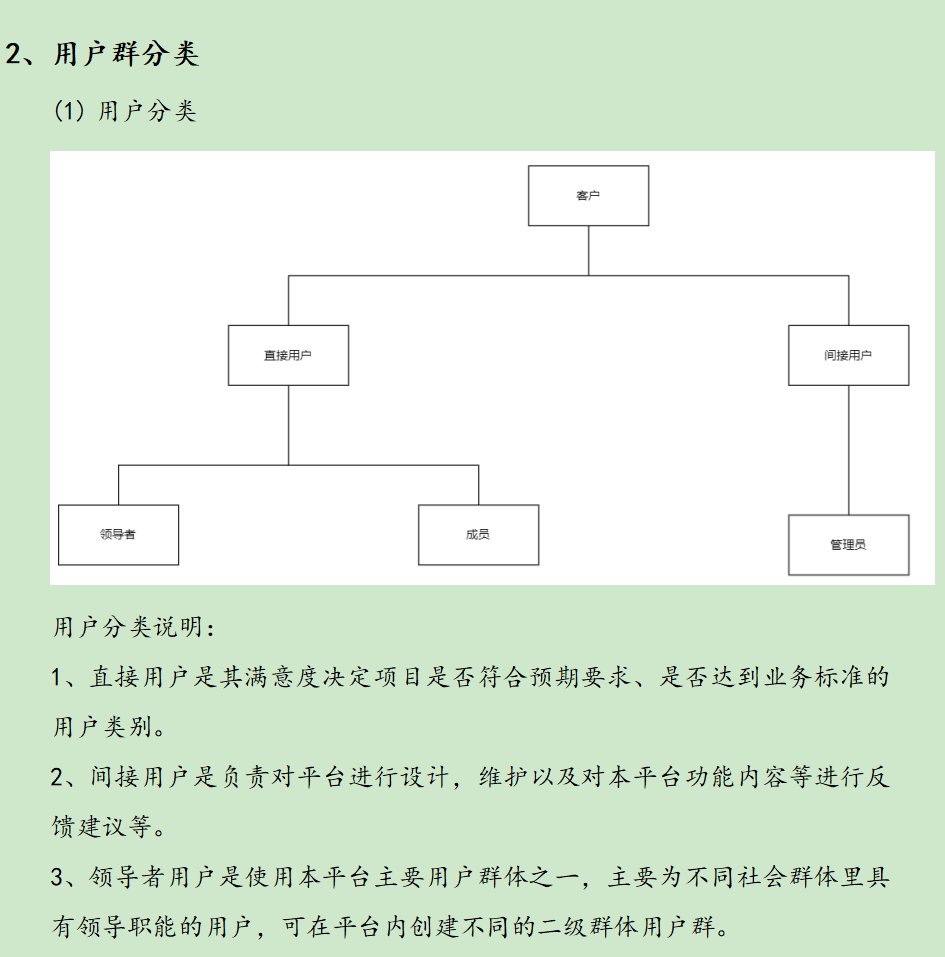 2、用户群分类
(1) 用户分类
客户
直接用户
间接用户
领导者
成员
管理员
用户分类说明：
1、直接用户是其满意度决定项目是否符合预期要求、是否达到业务标准的
用户类别。
2、间接用户是负责对平台进行设计，维护以及对本平台功能内容等进行反
馈建议等。
3、领导者用户是使用本平台主要用户群体之一，主要为不同社会群体里具
有领导职能的用户，可在平台内创建不同的二级群体用户群。